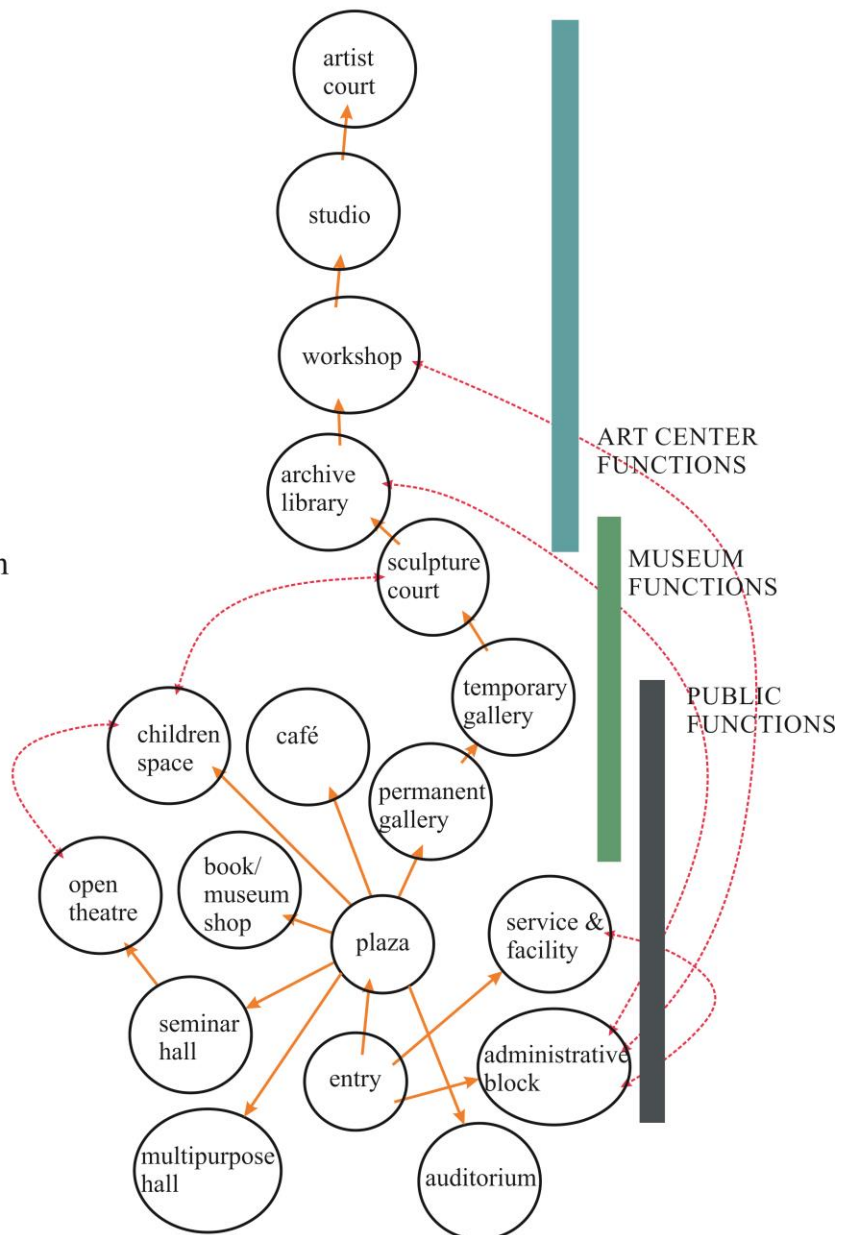 artist
court
studio
workshop
ART CENTER
FUNCTIONS
archive
library
n
sculpture
court
MUSEUM
FUNCTIONS
temporary
gallery
PUBLIC
FUNCTIONS
children
space
café
permanent
gallery
open
theatre
book/
museum
shop
plaza
service &
facility
seminar
hall
entry
administrative
block
multipurpose
hall
auditorium